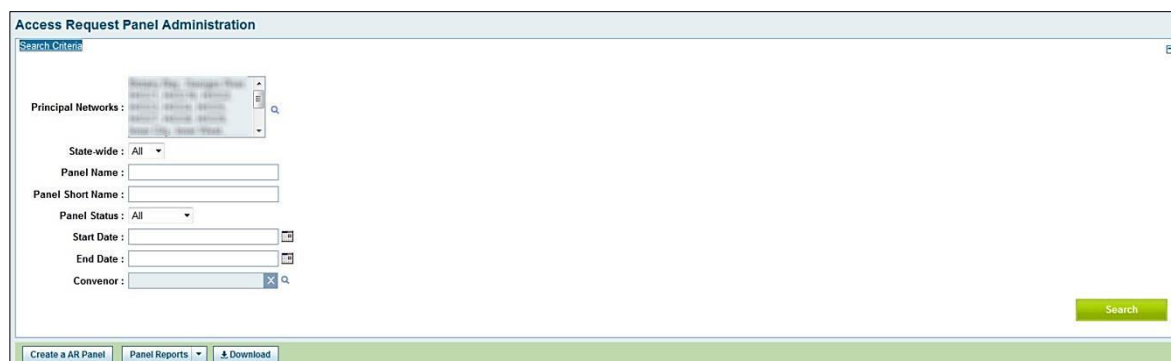 Access Request Panel Administration
Search Criteria
Principal Networks :
State-wide : All
Panel Name :
Panel Short Name :
Panel Status : All
Start Date :
End Date :
Convenor : X
Search
Create a AR Panel Panel Reports Download